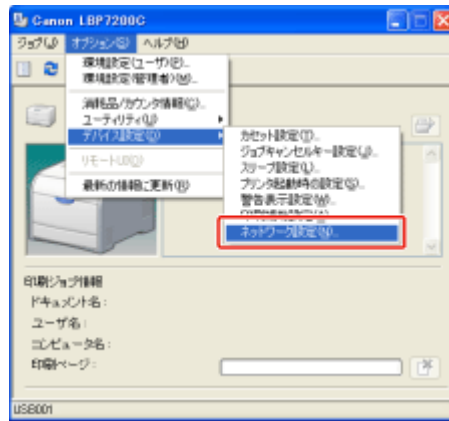 Canon LBP7200C
ジョブ(J) オプション(S) ヘルプ(H)
環境設定(ユーザ)(E)...
環境設定(管理者)(M)...
消耗品/カウンタ情報(C)...
ユーティリティ(U)
デバイス設定(D)
リモートUI(O)
最新の情報に更新(R)
カセット設定(T)...
ジョブキャンセルキー設定(J)...
スリープ設定(L)...
プリンタ起動時の設定(S)...
警告表示設定(W)...
ネットワーク設定(N)...
印刷ジョブ情報
ドキュメント名:
ユーザ名:
コンピュータ名:
印刷ページ:
USB001